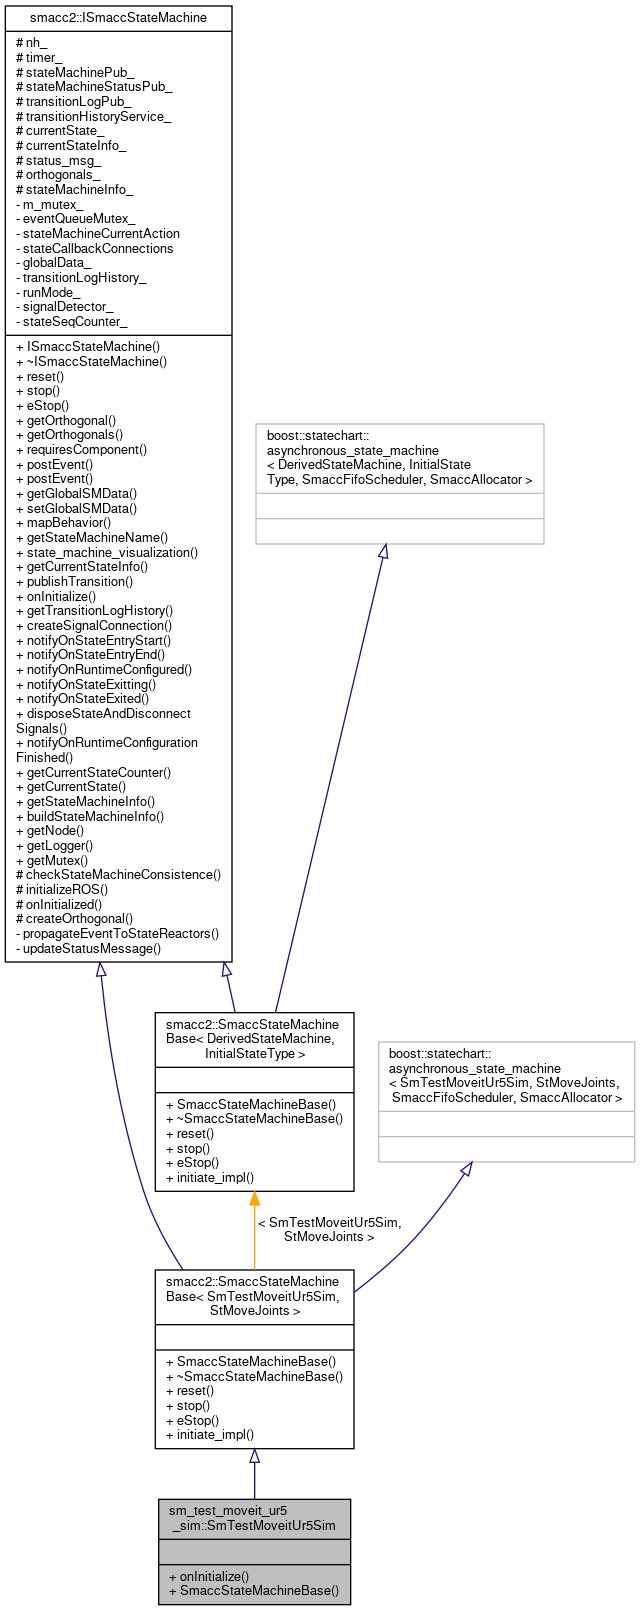 smacc2::ISmaccStateMachine
# nh_
# timer_
# stateMachinePub_
# stateMachineStatusPub_
# transitionLogPub_
# transitionHistoryService_
# currentState_
# currentStateInfo_
# status_msg_
# orthogonals_
# stateMachineInfo_
- m_mutex_
- eventQueueMutex_
- stateMachineCurrentAction
- stateCallbackConnections
- globalData_
- transitionLogHistory_
- runMode_
- signalDetector_
- stateSeqCounter_
+ ISmaccStateMachine()
+ ~ISmaccStateMachine()
+ reset()
+ stop()
+ eStop()
+ getOrthogonal()
+ getOrthogonals()
+ requiresComponent()
+ postEvent()
+ postEvent()
+ getGlobalSMData()
+ setGlobalSMData()
+ mapBehavior()
+ getStateMachineName()
+ state_machine_visualization()
+ getCurrentStateInfo()
+ publishTransition()
+ onInitialize()
+ getTransitionLogHistory()
+ createSignalConnection()
+ notifyOnStateEntryStart()
+ notifyOnStateEntryEnd()
+ notifyOnRuntimeConfigured()
+ notifyOnStateExitting()
+ notifyOnStateExited()
+ disposeStateAndDisconnect
Signals()
+ notifyOnRuntimeConfiguration
Finished()
+ getCurrentStateCounter()
+ getCurrentState()
+ getStateMachineInfo()
+ buildStateMachineInfo()
+ getNode()
+ getLogger()
+ getMutex()
# checkStateMachineConsistence()
# initializeROS()
# onInitialized()
# createOrthogonal()
- propagateEventToStateReactors()
- updateStatusMessage()
boost::statechart::
asynchronous_state_machine
< DerivedStateMachine, InitialState
Type, SmaccFifoScheduler, SmaccAllocator >
smacc2::SmaccStateMachine
Base< DerivedStateMachine,
InitialStateType >
+ SmaccStateMachineBase()
+ ~SmaccStateMachineBase()
+ reset()
+ stop()
+ eStop()
+ initiate_impl()
boost::statechart::
asynchronous_state_machine
< SmTestMoveitUr5Sim, StMoveJoints,
SmaccFifoScheduler, SmaccAllocator >
< SmTestMoveitUr5Sim,
StMoveJoints >
smacc2::SmaccStateMachine
Base< SmTestMoveitUr5Sim,
StMoveJoints >
+ SmaccStateMachineBase()
+ ~SmaccStateMachineBase()
+ reset()
+ stop()
+ eStop()
+ initiate_impl()
sm_test_moveit_ur5
_sim::SmTestMoveitUr5Sim
+ onInitialize()
+ SmaccStateMachineBase()